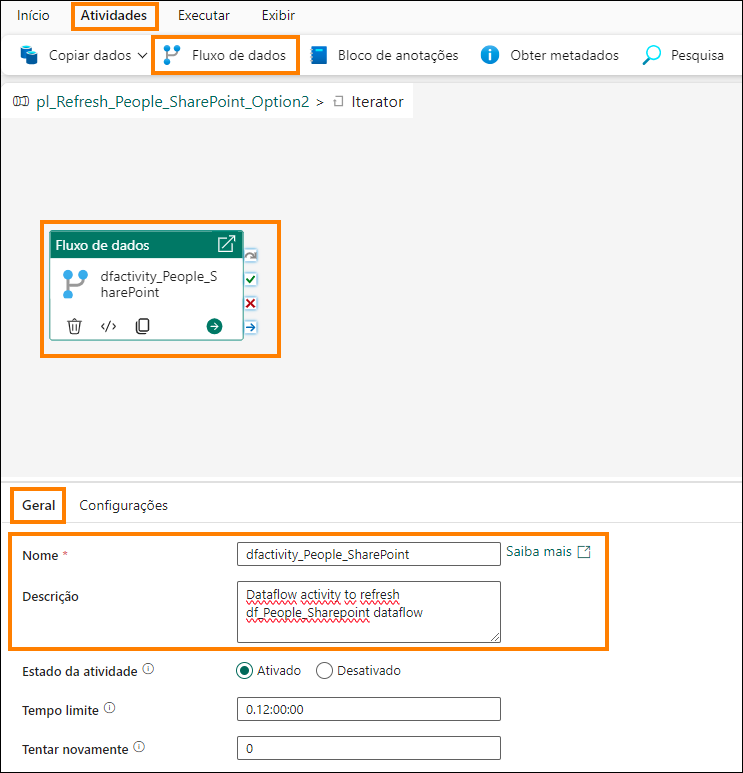 Início Atividades Executar Exibir
Copiar dados Fluxo de dados Bloco de anotações Obter metadados Pesquisa
pl_Refresh_People_SharePoint_Option2 > Iterator
Fluxo de dados
dfactivity_People_S
harePoint
Geral Configurações
Nome * dfactivity_People_SharePoint Saiba mais
Descrição Dataflow activity to refresh
df_People_Sharepoint dataflow
Estado da atividade Ativado Desativado
Tempo limite 0.12:00:00
Tentar novamente 0